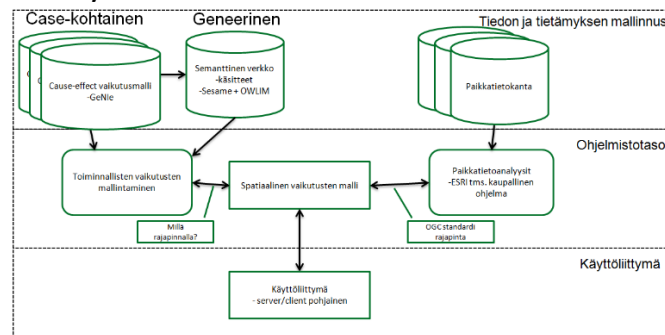 Case-kohtainen
Geneerinen
Tiedon ja tietämyksen mallinnus
Cause-effect vaikutusmalli
-GeNIe
Semanttinen verkko
-käsitteet
-Sesame + OWLIM
Paikkatietokanta
Ohjelmistotaso
Toiminnallisten vaikutusten
mallintaminen
Spatiaalinen vaikutusten malli
Paikkatietoanalyysit
-ESRI tms. kaupallinen
ohjelma
Millä
rajapinnalla?
OGC standardi
rajapinta
Käyttöliittymä
Käyttöliittymä
- server/client pohjainen